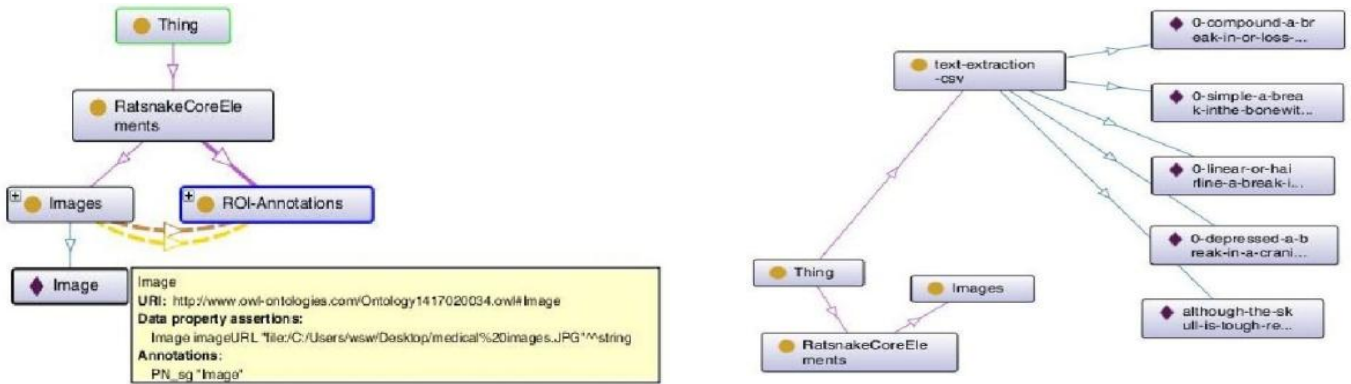 Thing
RatsnakeCoreEle
ments
Images
ROI-Annotations
Image
Image
URI: http://www.owl-ontologies.com/Ontology1417020034.owl#Image
Data property assertions:
Image imageURL "file:/C:/Users/wsw/Desktop/medical%20images.JPG"^^string
Annotations:
PN_sg "Image"
text-extraction
-csv
0-compound-a-br
eak-in-or-loss-...
0-simple-a-brea
k-inthe-bonewit...
0-linear-or-hai
rline-a-break-i...
0-depressed-a-b
reak-in-a-crani...
although-the-sk
ull-is-tough-re...
Thing
Images
RatsnakeCoreEle
ments